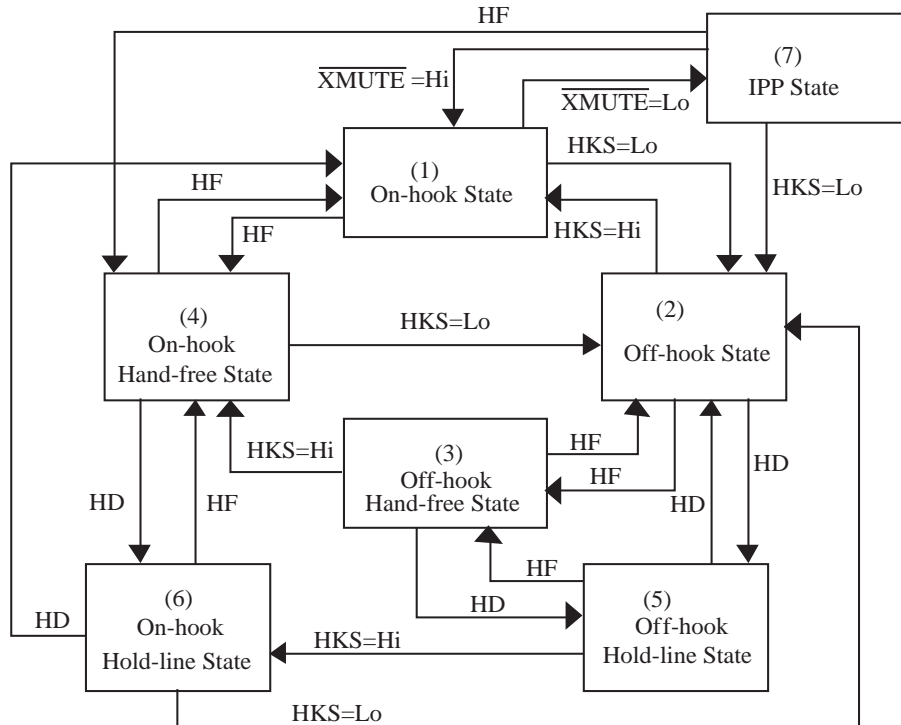 HF
(7)
IPP State
XMUTE =Hi
XMUTE=Lo
(1)
On-hook State
HKS=Lo
HKS=Lo
HF
HF
HKS=Hi
(4)
On-hook
Hand-free State
HKS=Lo
(2)
Off-hook State
HKS=Hi
(3)
Off-hook
Hand-free State
HF
HF
HD
HD
HF
HD
HD
HF
HD
(6)
On-hook
Hold-line State
HKS=Hi
(5)
Off-hook
Hold-line State
HKS=Lo